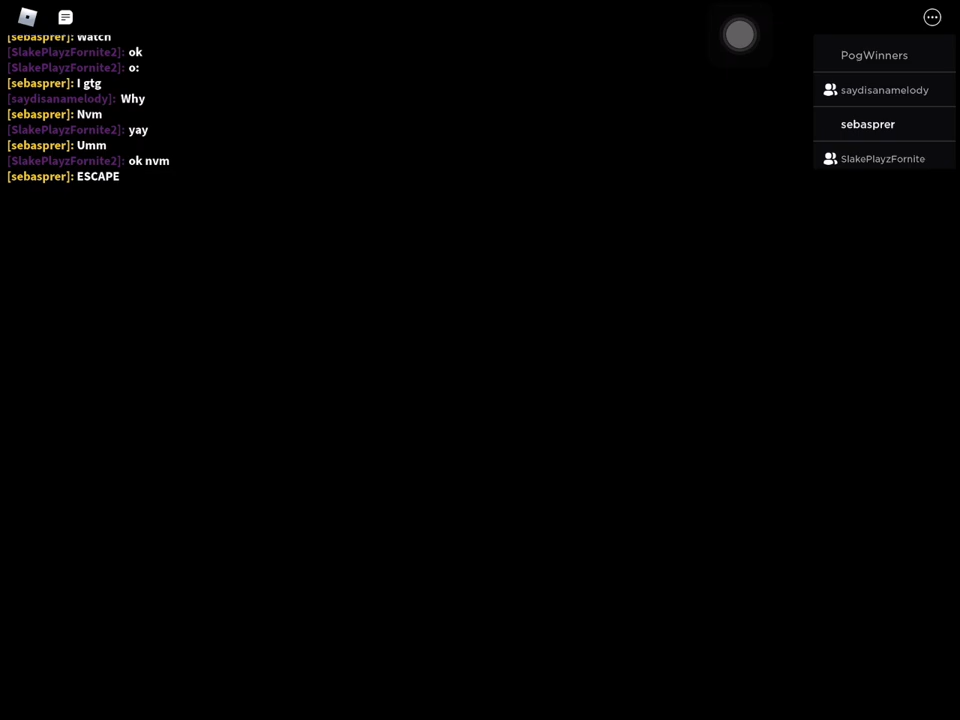 [sebasprer]: Watch
[SlakePlayzFornite2]: ok
[SlakePlayzFornite2]: o:
[sebasprer]: I gtg
[saydisanamelody]: Why
[sebasprer]: Nvm
[SlakePlayzFornite2]: yay
[sebasprer]: Umm
[SlakePlayzFornite2]: ok nvm
[sebasprer]: ESCAPE
PogWinners
saydisanamelody
sebasprer
SlakePlayzFornite